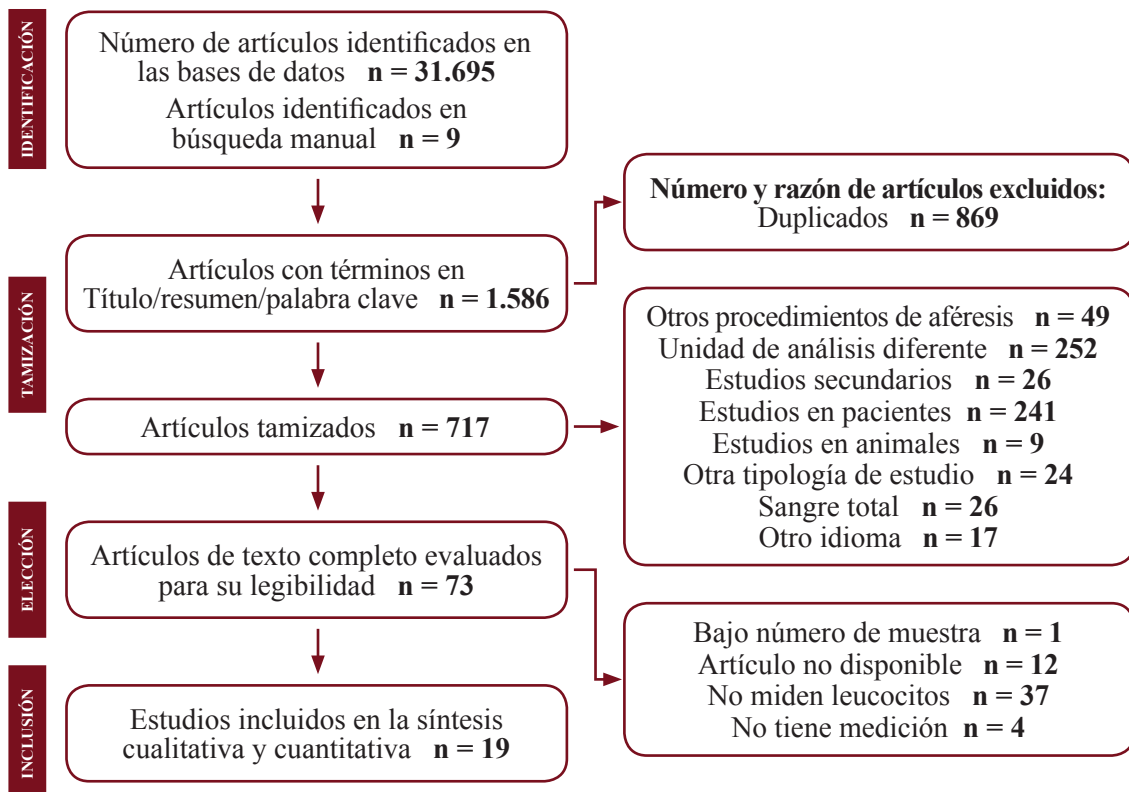 IDENTIFICACIÓN
Número de artículos identificados en
las bases de datos n = 31.695
Artículos identificados en
búsqueda manual n = 9
Número y razón de artículos excluidos:
Duplicados n = 869
TAMIZACIÓN
Artículos con términos en
Título/resumen/palabra clave n = 1.586
Artículos tamizados n = 717
Otros procedimientos de aféresis n = 49
Unidad de análisis diferente n = 252
Estudios secundarios n = 26
Estudios en pacientes n = 241
Estudios en animales n = 9
Otra tipología de estudio n = 24
Sangre total n = 26
Otro idioma n = 17
ELECCIÓN
Artículos de texto completo evaluados
para su legibilidad n = 73
Bajo número de muestra n = 1
Artículo no disponible n = 12
No miden leucocitos n = 37
No tiene medición n = 4
INCLUSIÓN
Estudios incluidos en la síntesis
cualitativa y cuantitativa n = 19